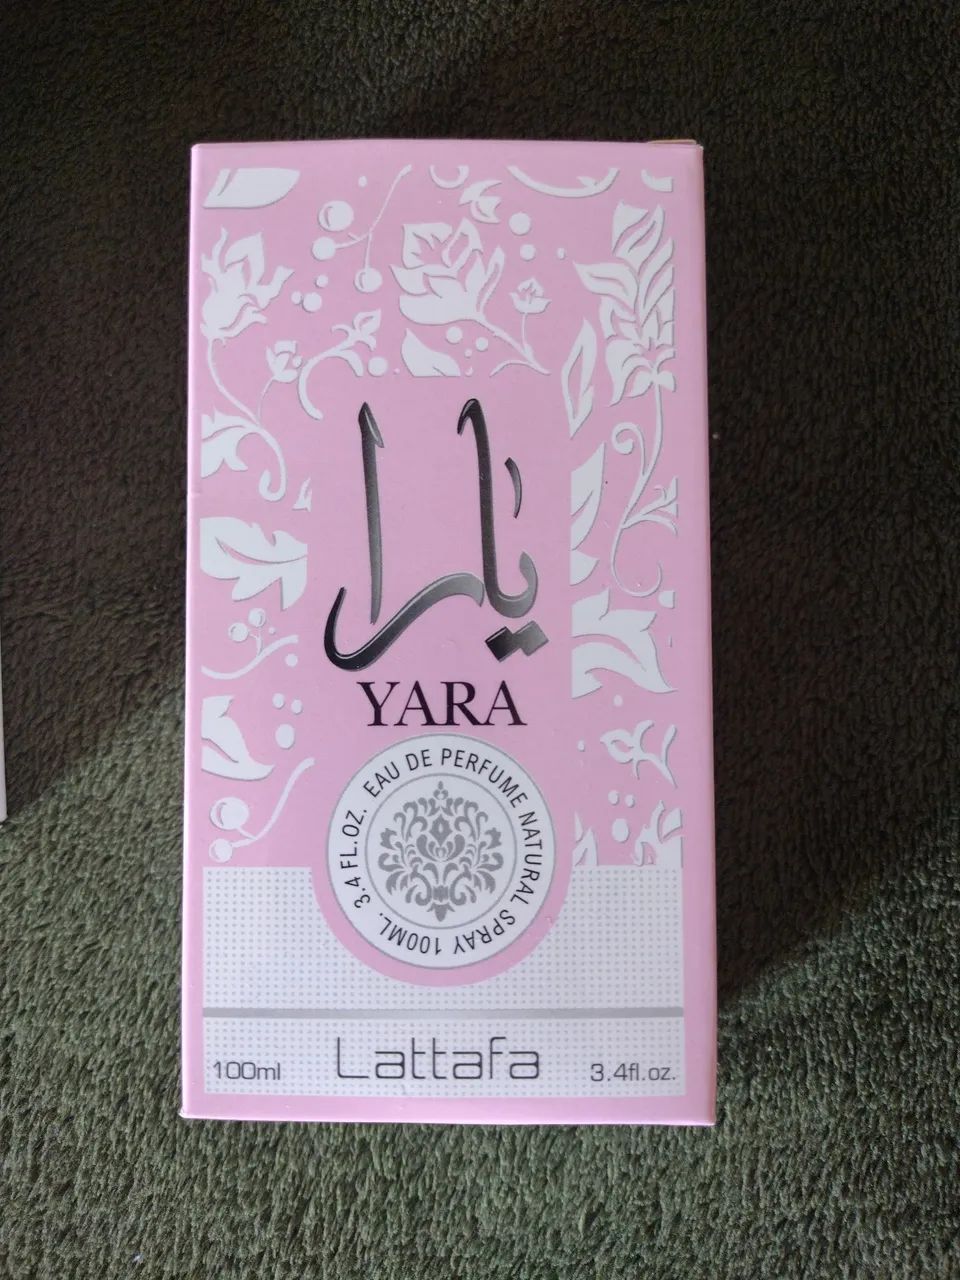 يارا
YARA
EAU DE PERFUME NATURAL SPRAY 100ML. 3.4 FL.OZ.
Lattafa
100ml
3.4fl.oz.